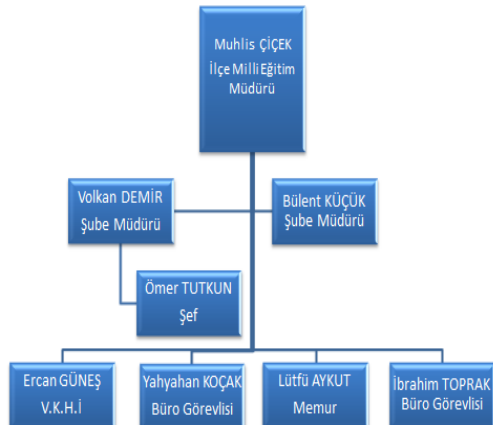 Muhlis ÇİÇEK
İlçe Milli Eğitim
Müdürü
Volkan DEMİR
Şube Müdürü
Bülent KÜÇÜK
Şube Müdürü
Ömer TUTKUN
Şef
Ercan GÜNEŞ
V.K.H.İ
Yahyahan KOÇAK
Büro Görevlisi
Lütfü AYKUT
Memur
İbrahim TOPRAK
Büro Görevlisi